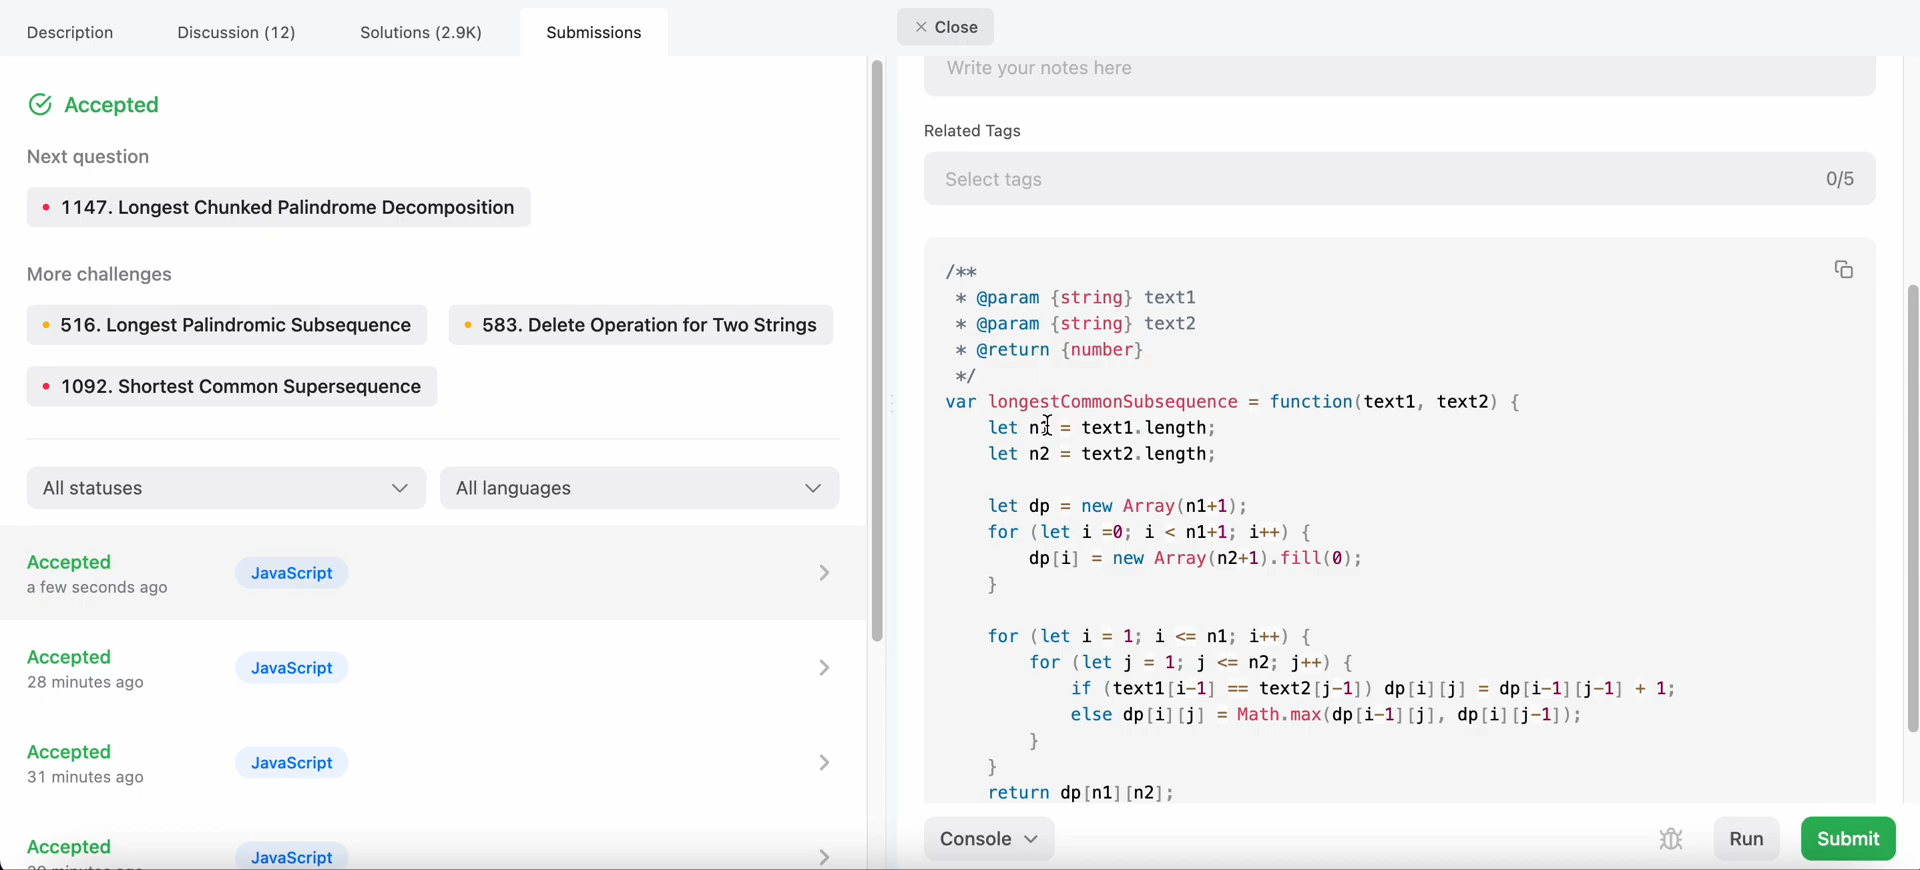 Description Discussion (12) Solutions (2.9K) Submissions
Close
Accepted
Next question
1147. Longest Chunked Palindrome Decomposition
More challenges
516. Longest Palindromic Subsequence 583. Delete Operation for Two Strings
1092. Shortest Common Supersequence
All statuses All languages
Accepted
a few seconds ago
JavaScript
Accepted
28 minutes ago
JavaScript
Accepted
31 minutes ago
JavaScript
Accepted
JavaScript
Write your notes here
Related Tags
Select tags 0/5
/**
 * @param {string} text1
 * @param {string} text2
 * @return {number}
 */
var longestCommonSubsequence = function(text1, text2) {
    let n1 = text1.length;
    let n2 = text2.length;
    let dp = new Array(n1+1);
    for (let i =0; i < n1+1; i++) {
        dp[i] = new Array(n2+1).fill(0);
    }
    for (let i = 1; i <= n1; i++) {
        for (let j = 1; j <= n2; j++) {
            if (text1[i-1] == text2[j-1]) dp[i][j] = dp[i-1][j-1] + 1;
            else dp[i][j] = Math.max(dp[i-1][j], dp[i][j-1]);
        }
    }
    return dp[n1][n2];
Console Run Submit